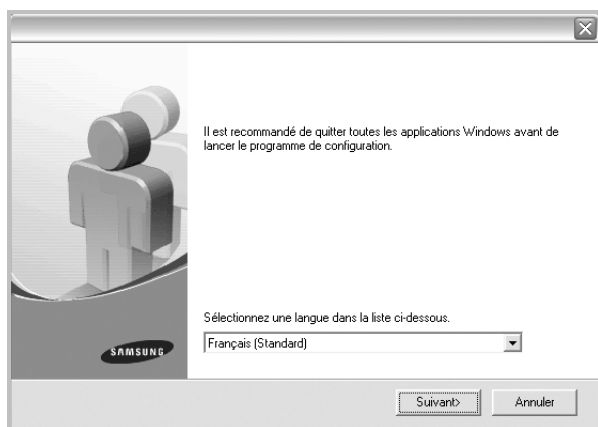 Il est recommandé de quitter toutes les applications Windows avant de
lancer le programme de configuration.
Sélectionnez une langue dans la liste ci-dessous.
Français (Standard)
SAMSUNG
Suivant>
Annuler